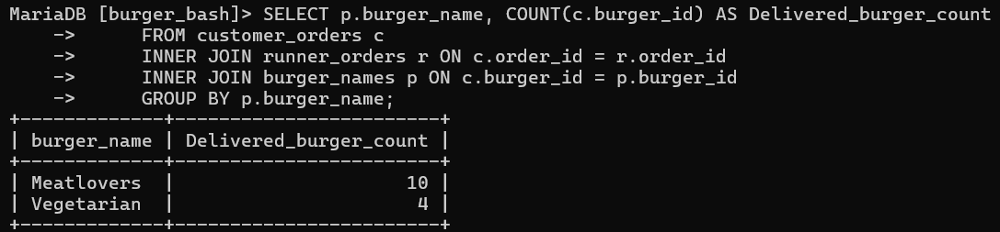 MariaDB [burger_bash]> SELECT p.burger_name, COUNT(c.burger_id) AS Delivered_burger_count
    ->      FROM customer_orders c
    ->      INNER JOIN runner_orders r ON c.order_id = r.order_id
    ->      INNER JOIN burger_names p ON c.burger_id = p.burger_id
    ->      GROUP BY p.burger_name;
+-------------+------------------------+
| burger_name | Delivered_burger_count |
+-------------+------------------------+
| Meatlovers  |                     10 |
| Vegetarian  |                      4 |
+-------------+------------------------+